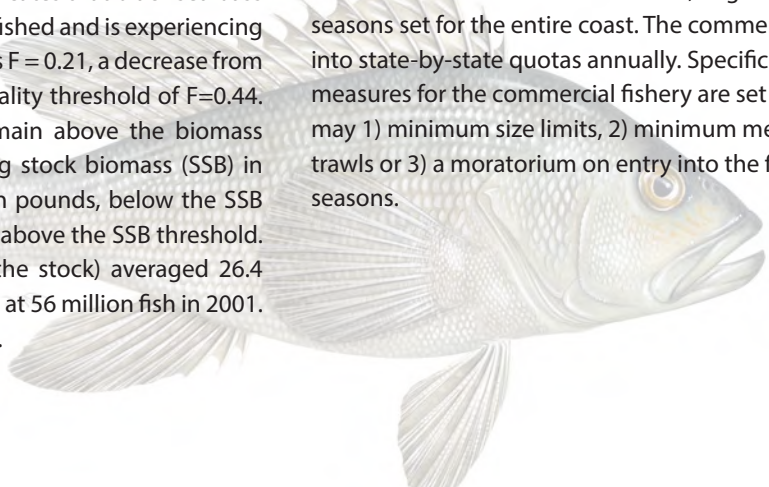 ished and is experiencing
F = 0.21, a decrease from
ality threshold of F=0.44.
main above the biomass
g stock biomass (SSB) in
n pounds, below the SSB
above the SSB threshold.
the stock) averaged 26.4
at 56 million fish in 2001.
.
seasons set for the entire coast. The comme
into state-by-state quotas annually. Specific
measures for the commercial fishery are set
may 1) minimum size limits, 2) minimum me
trawls or 3) a moratorium on entry into the f
seasons.